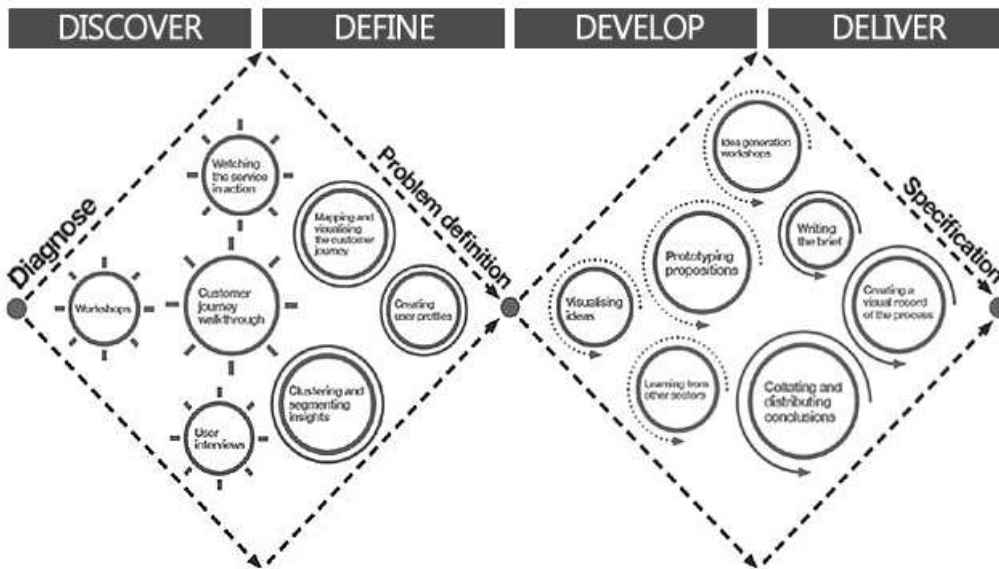 DISCOVER
DEFINE
DEVELOP
DELIVER
Diagnose
Problem definition
Specification
Watching
the service
in action
Workshops
Customer
journey
walkthrough
User
interviews
Mapping and
visualising
the customer
journey
Creating
user profiles
Clustering and
segmenting
insights
Idea generation
workshops
Prototyping
propositions
Visualising
ideas
Learning from
other sectors
Writing
the brief
Creating a
visual record
of the process
Collating and
distributing
conclusions